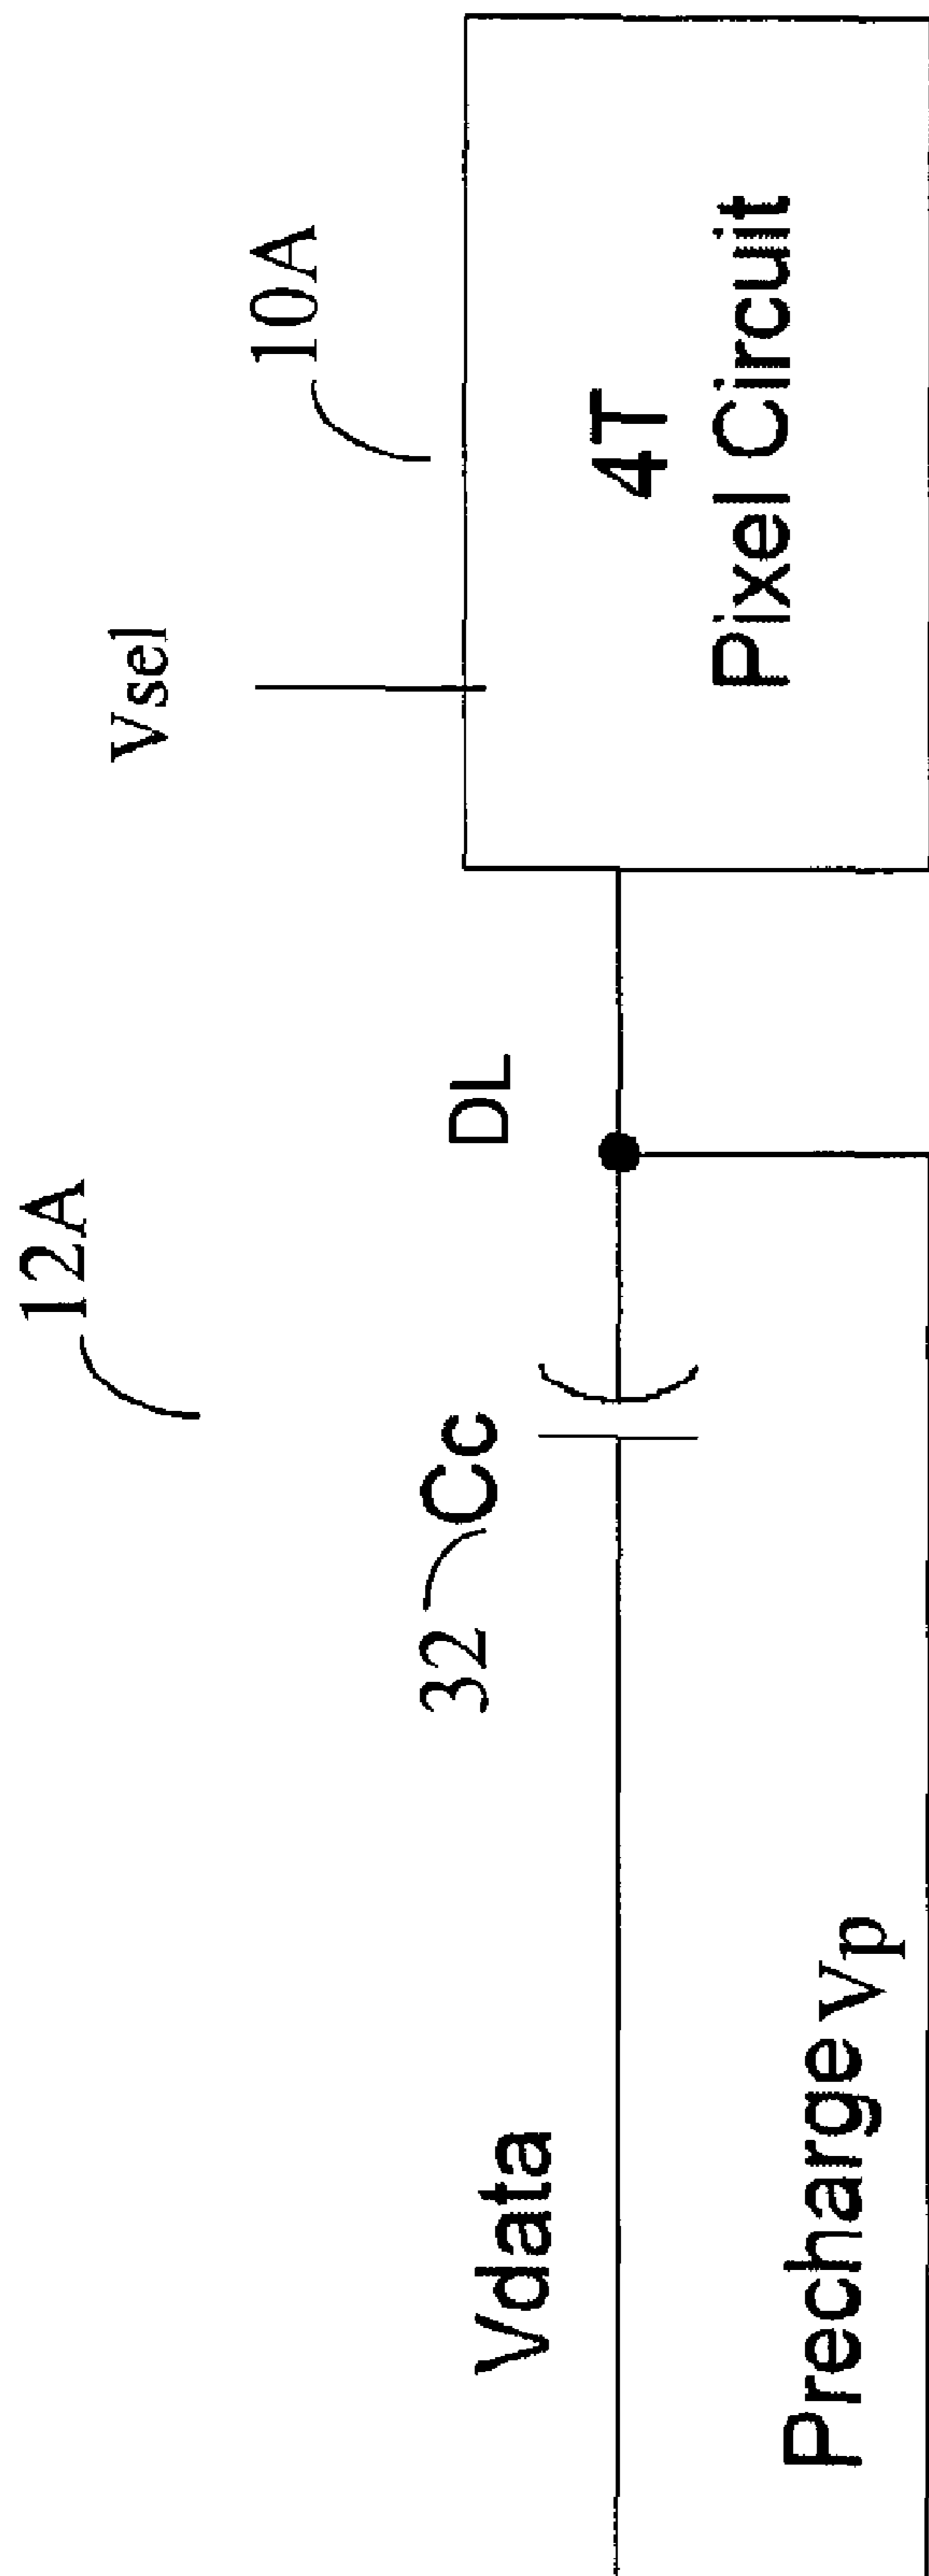 12A
Vsel
10A
32 Cc
DL
Vdata
4T
Pixel Circuit
Precharge Vp